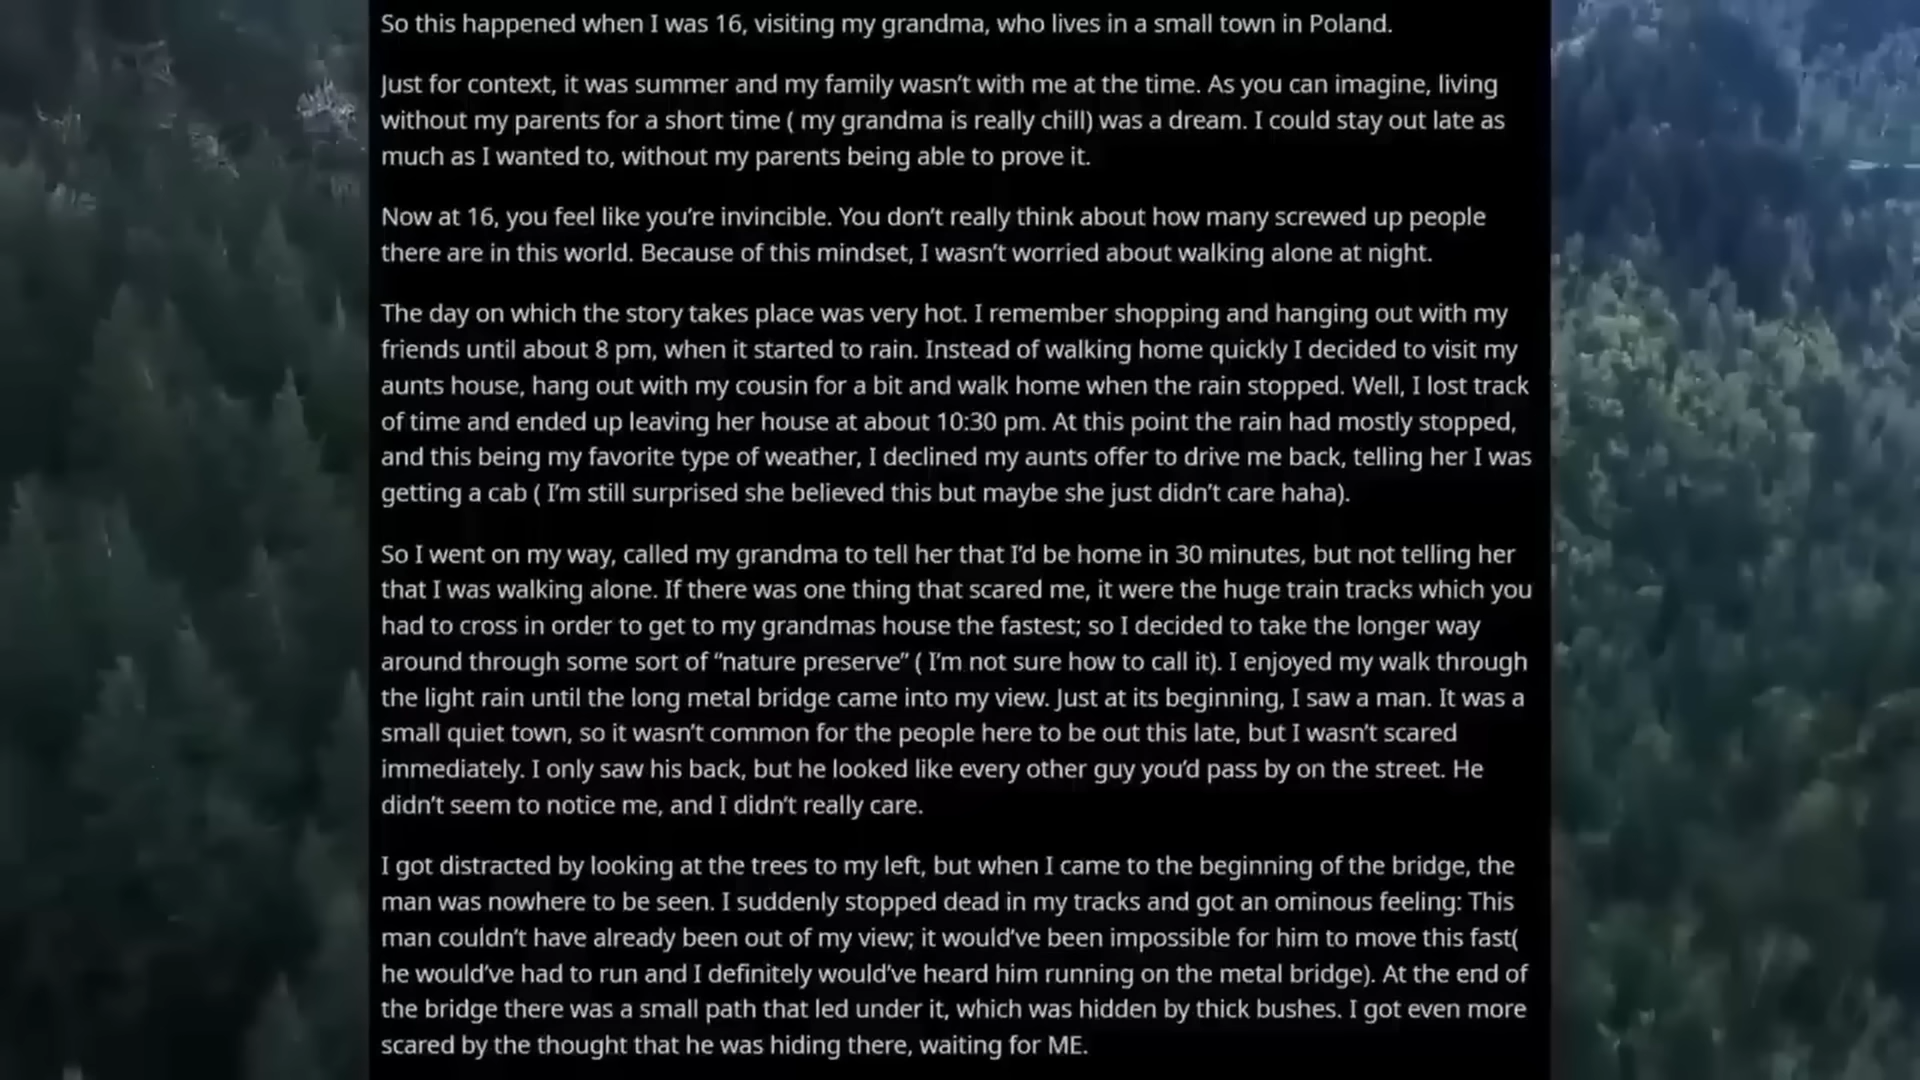 So this happened when I was 16, visiting my grandma, who lives in a small town in Poland.
Just for context, it was summer and my family wasn’t with me at the time. As you can imagine, living
without my parents for a short time ( my grandma is really chill) was a dream. I could stay out late as
much as I wanted to, without my parents being able to prove it.
Now at 16, you feel like you’re invincible. You don’t really think about how many screwed up people
there are in this world. Because of this mindset, I wasn’t worried about walking alone at night.
The day on which the story takes place was very hot. I remember shopping and hanging out with my
friends until about 8 pm, when it started to rain. Instead of walking home quickly I decided to visit my
aunts house, hang out with my cousin for a bit and walk home when the rain stopped. Well, I lost track
of time and ended up leaving her house at about 10:30 pm. At this point the rain had mostly stopped,
and this being my favorite type of weather, I declined my aunts offer to drive me back, telling her I was
getting a cab ( I’m still surprised she believed this but maybe she just didn’t care haha).
So I went on my way, called my grandma to tell her that I’d be home in 30 minutes, but not telling her
that I was walking alone. If there was one thing that scared me, it were the huge train tracks which you
had to cross in order to get to my grandmas house the fastest; so I decided to take the longer way
around through some sort of “nature preserve” ( I’m not sure how to call it). I enjoyed my walk through
the light rain until the long metal bridge came into my view. Just at its beginning, I saw a man. It was a
small quiet town, so it wasn’t common for the people here to be out this late, but I wasn’t scared
immediately. I only saw his back, but he looked like every other guy you’d pass by on the street. He
didn’t seem to notice me, and I didn’t really care.
I got distracted by looking at the trees to my left, but when I came to the beginning of the bridge, the
man was nowhere to be seen. I suddenly stopped dead in my tracks and got an ominous feeling: This
man couldn’t have already been out of my view; it would’ve been impossible for him to move this fast(
he would’ve had to run and I definitely would’ve heard him running on the metal bridge). At the end of
the bridge there was a small path that led under it, which was hidden by thick bushes. I got even more
scared by the thought that he was hiding there, waiting for ME.